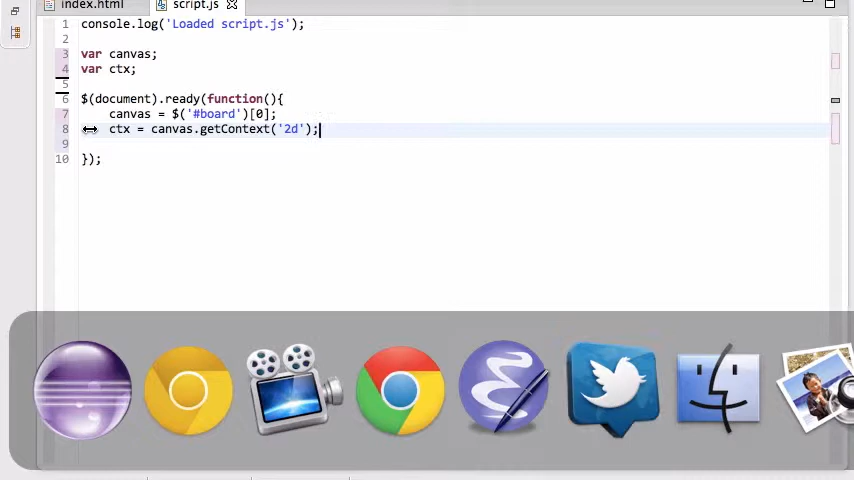 index.html
script.js
1 console.log('Loaded script.js');
2
3 var canvas;
4 var ctx;
5
6 $(document).ready(function(){
7 canvas = $('#board')[0];
8 ctx = canvas.getContext('2d');
9
10 });